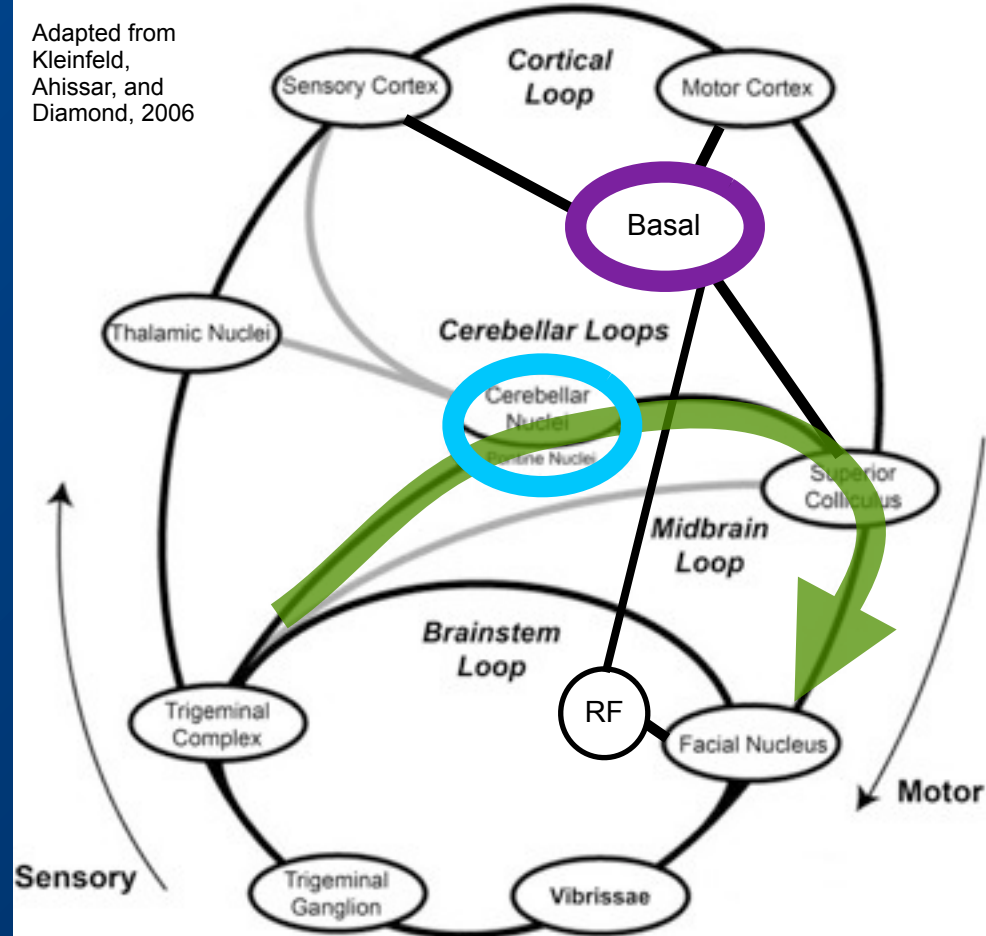 Adapted from
Kleinfeld,
Ahissar, and
Diamond, 2006
Sensory Cortex
Cortical
Loop
Motor Cortex
Basal
Thalamic Nuclei
Cerebellar Loops
Cerebellar
Nuclei
Pontine Nuclei
Superior
Colliculus
Midbrain
Loop
Brainstem
Loop
Trigeminal
Complex
RF
Facial Nucleus
Motor
Sensory
Trigeminal
Ganglion
Vibrissae